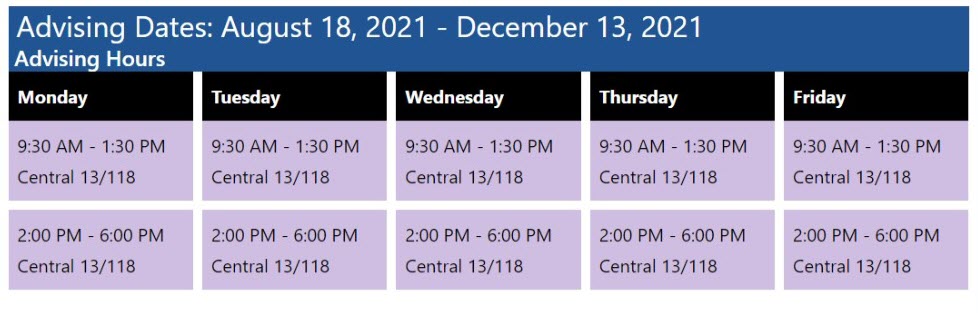 Advising Dates: August 18, 2021 - December 13, 2021
Advising Hours
Monday Tuesday Wednesday Thursday Friday
9:30 AM - 1:30 PM 9:30 AM - 1:30 PM 9:30 AM - 1:30 PM 9:30 AM - 1:30 PM 9:30 AM - 1:30 PM
Central 13/118 Central 13/118 Central 13/118 Central 13/118 Central 13/118
2:00 PM - 6:00 PM 2:00 PM - 6:00 PM 2:00 PM - 6:00 PM 2:00 PM - 6:00 PM 2:00 PM - 6:00 PM
Central 13/118 Central 13/118 Central 13/118 Central 13/118 Central 13/118